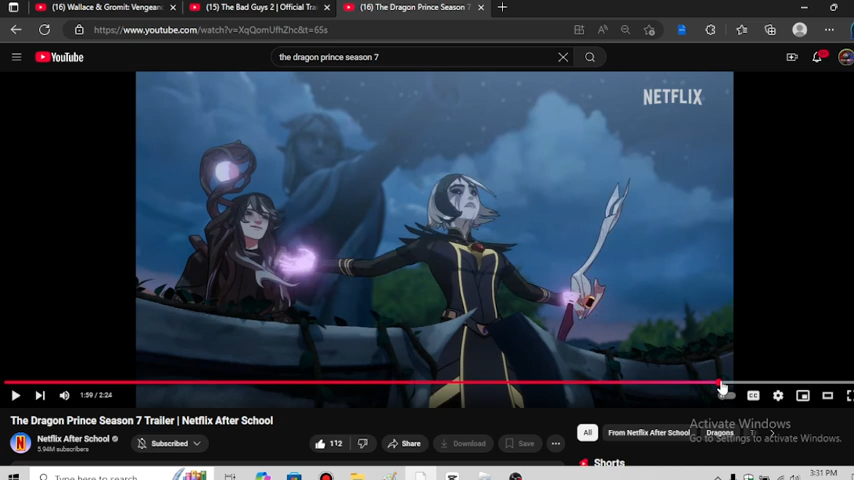 (16) Wallace & Gromit: Vengeanc
(15) The Bad Guys 2 | Official Trai
(16) The Dragon Prince Season 7
https://www.youtube.com/watch?v=XqQomUfhZhc&t=65s
YouTube
the dragon prince season 7
NETFLIX
1:59 / 2:24
CC
The Dragon Prince Season 7 Trailer | Netflix After School
N
Netflix After School
5.94M subscribers
Subscribed
112
Share
Download
Save
All
From Netflix After School
Dragons
T
Activate Windows
Go to Settings to activate Windows.
Shorts
Type here to search
3:31 PM